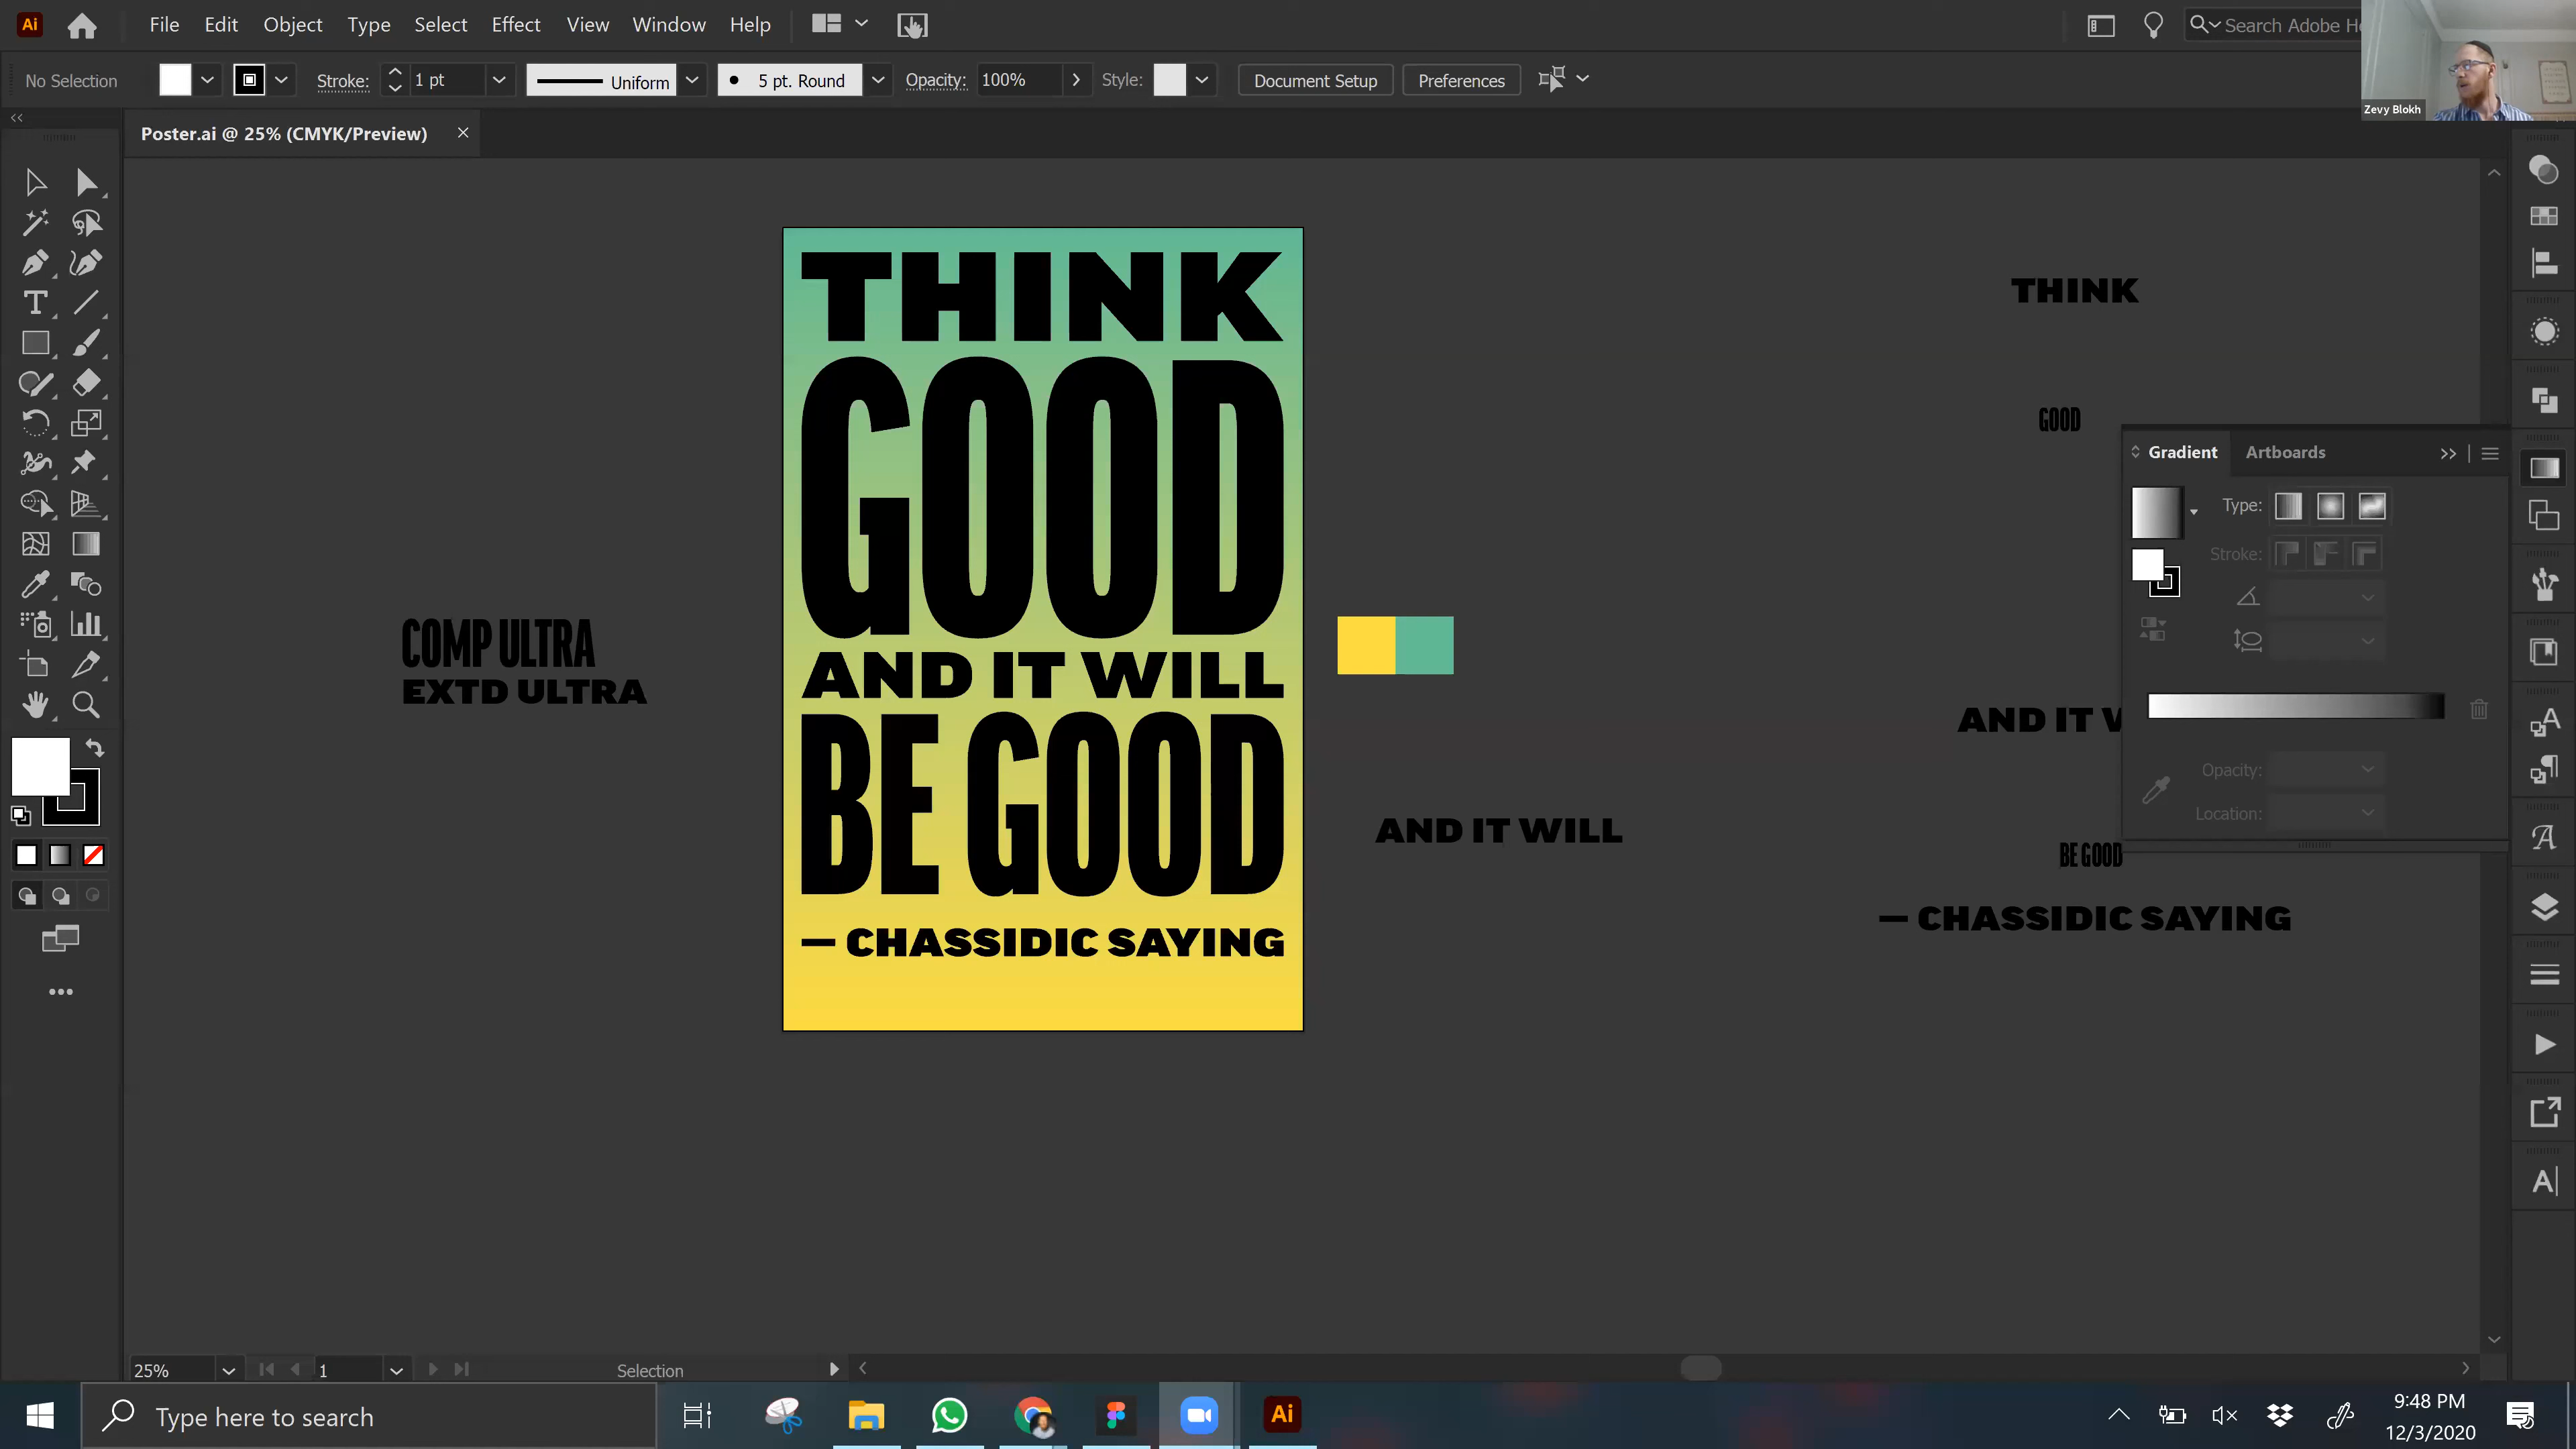 Ai File Edit Object Type Select Effect View Window Help Search Adobe He
No Selection Stroke: 1 pt Uniform 5 pt. Round Opacity: 100% Style: Document Setup Preferences
Zevy Blokh
Poster.ai @ 25% (CMYK/Preview) ×
THINK
GOOD
AND IT WILL
BE GOOD
— CHASSIDIC SAYING
COMP ULTRA
EXTD ULTRA
AND IT WILL
THINK
GOOD
AND IT W
BE GOOD
— CHASSIDIC SAYING
Gradient Artboards
Type:
Stroke:
Opacity:
Location:
25% 1 Selection
Type here to search
Ai
9:48 PM
12/3/2020